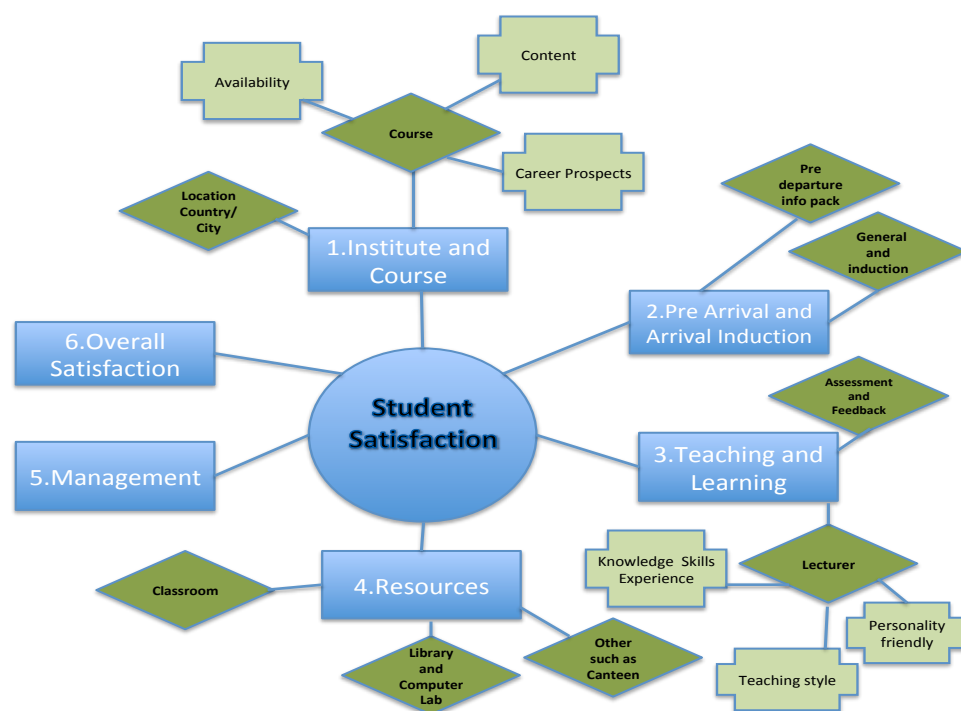 Content
Availability
Course
Career Prospects
Pre
departure
info pack
Location
Country/
City
General
and
induction
1.Institute and
Course
2.Pre Arrival and
Arrival Induction
6.Overall
Satisfaction
Student
Satisfaction
Assessment
and
Feedback
3.Teaching and
Learning
5.Management
Knowledge  Skills
Experience
Lecturer
Classroom
4.Resources
Personality
friendly
Library
and
Computer
Lab
Other
such as
Canteen
Teaching style